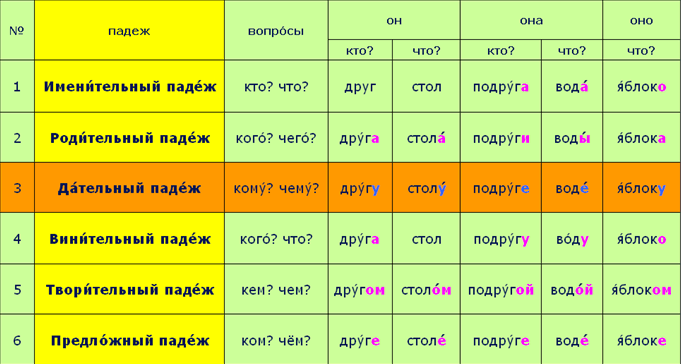 № падеж вопро́сы он она оно
кто? что? кто? что? что?
1 Имени́тельный паде́ж кто? что? друг стол подру́га вода́ я́блоко
2 Роди́тельный паде́ж кого́? чего́? дру́га стола́ подру́ги воды́ я́блока
3 Да́тельный паде́ж кому́? чему́? дру́гу столу́ подру́ге воде́ я́блоку
4 Вини́тельный паде́ж кого́? что? дру́га стол подру́гу во́ду я́блоко
5 Твори́тельный паде́ж кем? чем? дру́гом столо́м подру́гой водо́й я́блоком
6 Предло́жный паде́ж ком? чём? дру́ге столе́ подру́ге воде́ я́блоке